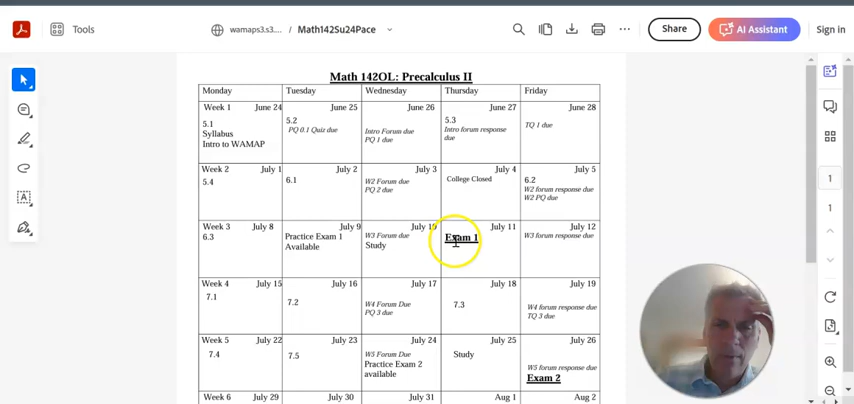 Tools
wamaps3.s3.... / Math142Su24Pace
Share
AI Assistant
Sign in
Math 142OL: Precalculus II
Monday Tuesday Wednesday Thursday Friday
Week 1 June 24
5.1
Syllabus
Intro to WAMAP
June 25
5.2
PQ 0.1 Quiz due
June 26
Intro Forum due
PQ 1 due
June 27
5.3
Intro forum response
due
June 28
TQ 1 due
Week 2 July 1
5.4
July 2
6.1
July 3
W2 Forum due
PQ 2 due
July 4
College Closed
July 5
6.2
W2 forum response due
W2 PQ due
Week 3 July 8
6.3
July 9
Practice Exam 1
Available
July 10
W3 Forum due
Study
July 11
Exam 1
July 12
W3 forum response due
Week 4 July 15
7.1
July 16
7.2
July 17
W4 Forum Due
PQ 3 due
July 18
7.3
July 19
W4 forum response due
TQ 3 due
Week 5 July 22
7.4
July 23
7.5
July 24
W5 Forum Due
Practice Exam 2
available
July 25
Study
July 26
W5 forum response due
Exam 2
Week 6 July 29
July 30
July 31
Aug 1
Aug 2
1
1